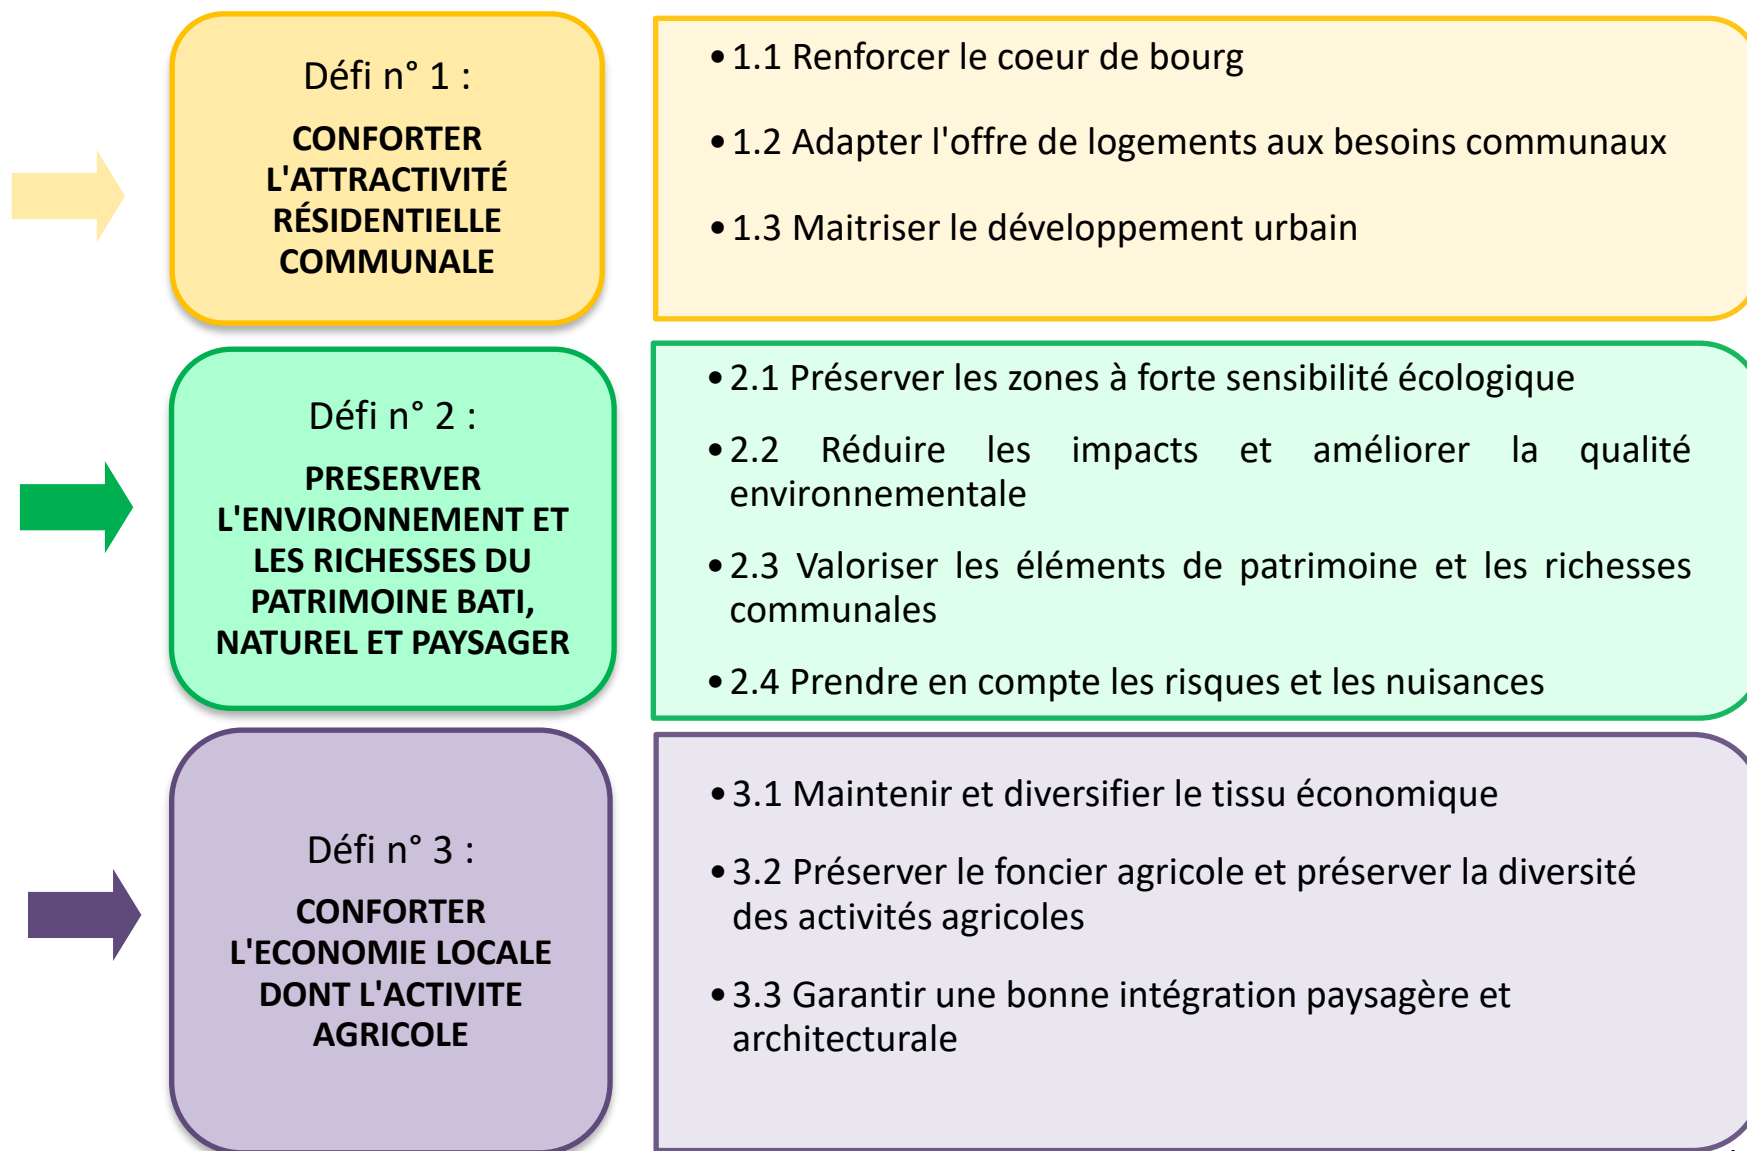 Défi n° 1 :
CONFORTER
L'ATTRACTIVITÉ
RÉSIDENTIELLE
COMMUNALE
•1.1 Renforcer le coeur de bourg
•1.2 Adapter l'offre de logements aux besoins communaux
•1.3 Maitriser le développement urbain
Défi n° 2 :
PRESERVER
L'ENVIRONNEMENT ET
LES RICHESSES DU
PATRIMOINE BATI,
NATUREL ET PAYSAGER
•2.1 Préserver les zones à forte sensibilité écologique
•2.2 Réduire les impacts et améliorer la qualité
environnementale
•2.3 Valoriser les éléments de patrimoine et les richesses
communales
•2.4 Prendre en compte les risques et les nuisances
Défi n° 3 :
CONFORTER
L'ECONOMIE LOCALE
DONT L'ACTIVITE
AGRICOLE
•3.1 Maintenir et diversifier le tissu économique
•3.2 Préserver le foncier agricole et préserver la diversité
des activités agricoles
•3.3 Garantir une bonne intégration paysagère et
architecturale